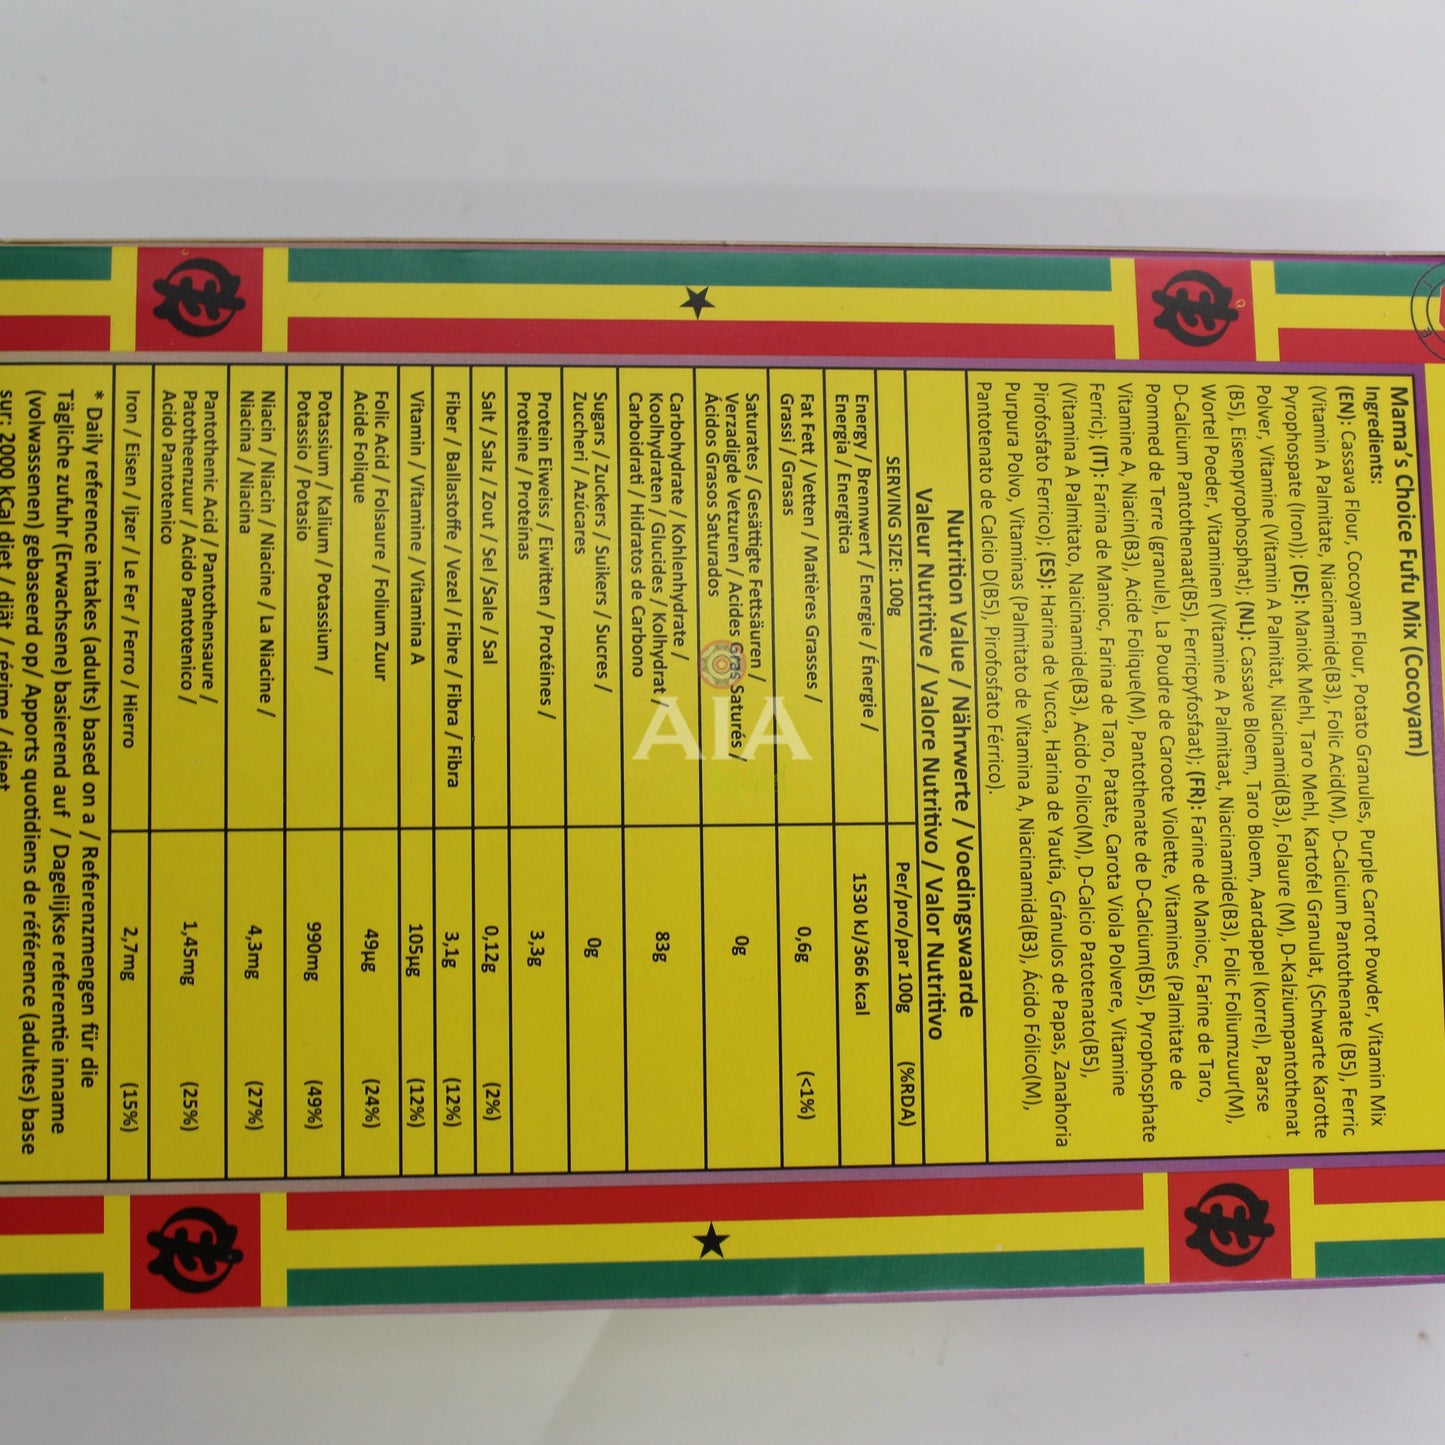 Mama's Choice Fufu Mix (Cocoyam)
Ingredients:
(EN): Cassava Flour, Cocoyam Flour, Potato Granules, Purple Carrot Powder, Vitamin Mix
(Vitamin A Palmitate, Niacinamide(B3), Folic Acid(M), D-Calcium Pantothenate (B5), Ferric
Pyrophospate (Iron)); (DE): Maniok Mehl, Taro Mehl, Kartofel Granulat, (Schwarte Karotte
Polver, Vitamine (Vitamin A Palmitat, Niacinamid(B3), Folaure (M), D-Kalziumpantothenat
(B5), Eisenpyrophosphat); (NL): Cassave Bloem, Taro Bloem, Aardappel (korrel), Paarse
Wortel Poeder, Vitaminen (Vitamine A Palmitaat, Niacinamide(B3), Folic Foliumzuur(M),
D-Calcium Pantothenaat(B5), Ferricpyfosfaat); (FR): Farine de Manioc, Farine de Taro,
Pommed de Terre (granule), La Poudre de Caroote Violette, Vitamines (Palmitate de
Vitamine A, Niacin(B3), Acide Folique(M), Pantothenate de D-Calcium(B5), Pyrophosphate
Ferric); (IT): Farina de Manioc, Farina de Taro, Patate, Carota Viola Polvere, Vitamine
(Vitamina A Palmitato, Naicinamide(B3), Acido Folico(M), D-Calcio Patotenato(B5),
Pirofosfato Ferrico); (ES): Harina de Yucca, Harina de Yautía, Gránulos de Papas, Zanahoria
Purpura Polvo, Vitaminas (Palmitato de Vitamina A, Niacinamida(B3), Ácido Fólico(M),
Pantotenato de Calcio D(B5), Pirofosfato Férrico).
Nutrition Value / Nährwerte / Voedingswaarde
Valeur Nutritive / Valore Nutritivo / Valor Nutritivo
SERVING SIZE: 100g Per/pro/par 100g (%RDA)
Energy / Brennwert / Energie / Énergie /
Energia / Energitica 1530 kJ/366 kcal
Fat Fett / Vetten / Matières Grasses /
Grassi / Grasas 0,6g (<1%)
Saturates / Gesättigte Fettsäuren /
Verzadigde Vetzuren / Acides Gras Saturés /
Ácidos Grasos Saturados 0g
Carbohydrate / Kohlenhydrate /
Koolhydraten / Glucides / Kolhydrat /
Carboidrati / Hidratos de Carbono 83g
Sugars / Zuckers / Suikers / Sucres /
Zuccheri / Azúcares 0g
Protein Eiweiss / Eiwitten / Protéines /
Proteine / Proteinas 3,3g
Salt / Salz / Zout / Sel /Sale / Sal 0,12g (2%)
Fiber / Ballastoffe / Vezel / Fibre / Fibra / Fibra 3,1g (12%)
Vitamin / Vitamine / Vitamina A 105µg (12%)
Folic Acid / Folsaure / Folium Zuur
Acide Folique 49µg (24%)
Potassium / Kalium / Potassium /
Potassio / Potasio 990mg (49%)
Niacin / Niacin / Niacine / La Niacine /
Niacina / Niacina 4,3mg (27%)
Pantothenic Acid / Pantothensaure /
Patotheenzuur / Acido Pantotenico /
Acido Pantotenico 1,45mg (25%)
Iron / Eisen / Ijzer / Le Fer / Ferro / Hierro 2,7mg (15%)
* Daily reference intakes (adults) based on a / Referenzmengen für die
Tägliche zufuhr (Erwachsene) basierend auf / Dagelijkse referentie inname
(volwassenen) gebaseerd op/ Apports quotidiens de référence (adultes) base
sur: 2000 kCal diet / diät / régime / dieet
AIA